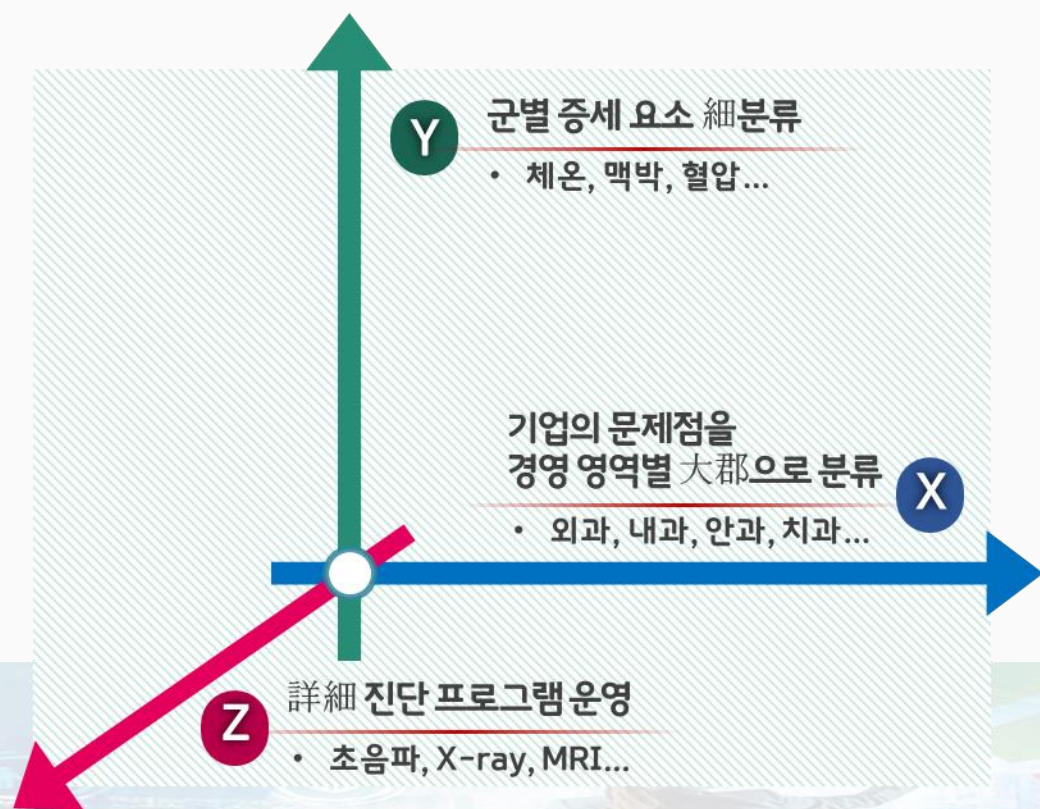 Y
군별 증세 요소 細분류
• 체온, 맥박, 혈압...
기업의 문제점을
경영 영역별 大郡으로 분류
X
• 외과, 내과, 안과, 치과...
Z
詳細 진단 프로그램 운영
• 초음파, X-ray, MRI...